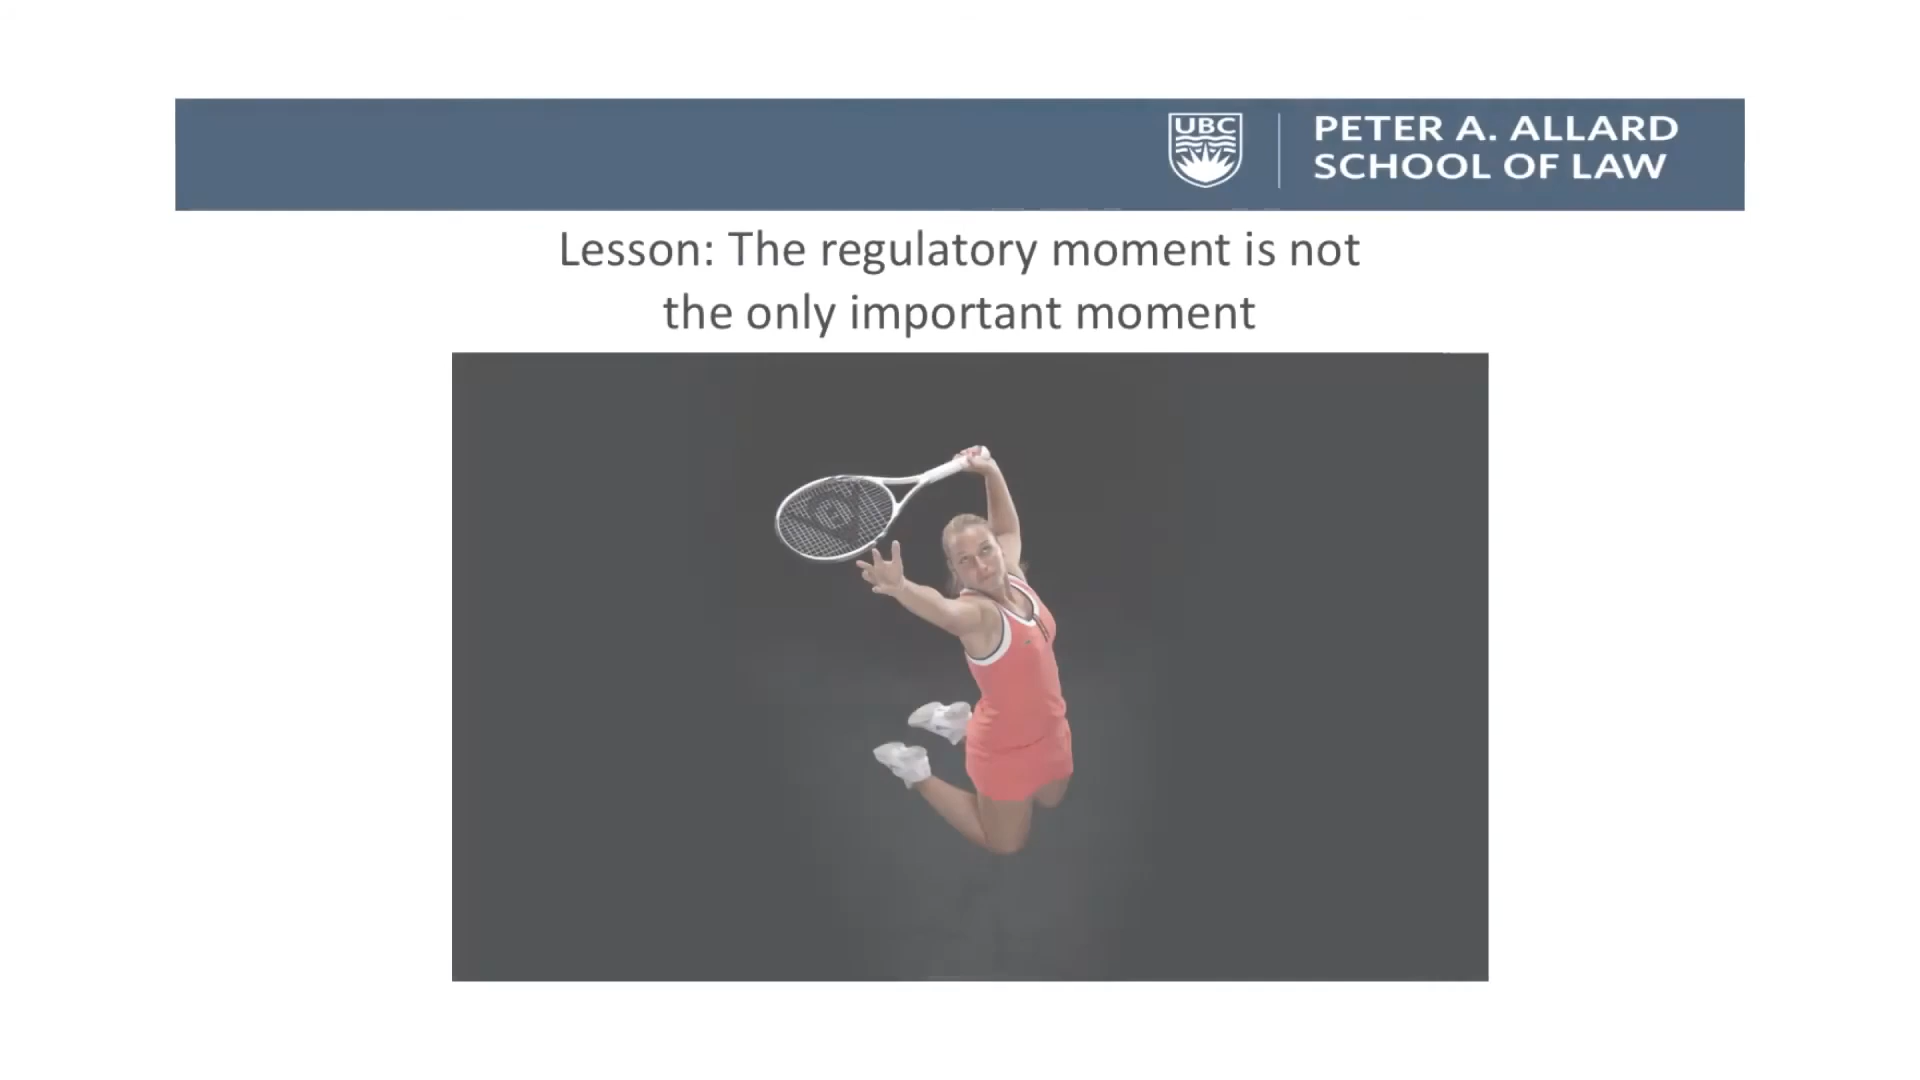 UBC
PETER A. ALLARD
SCHOOL OF LAW
Lesson: The regulatory moment is not
the only important moment